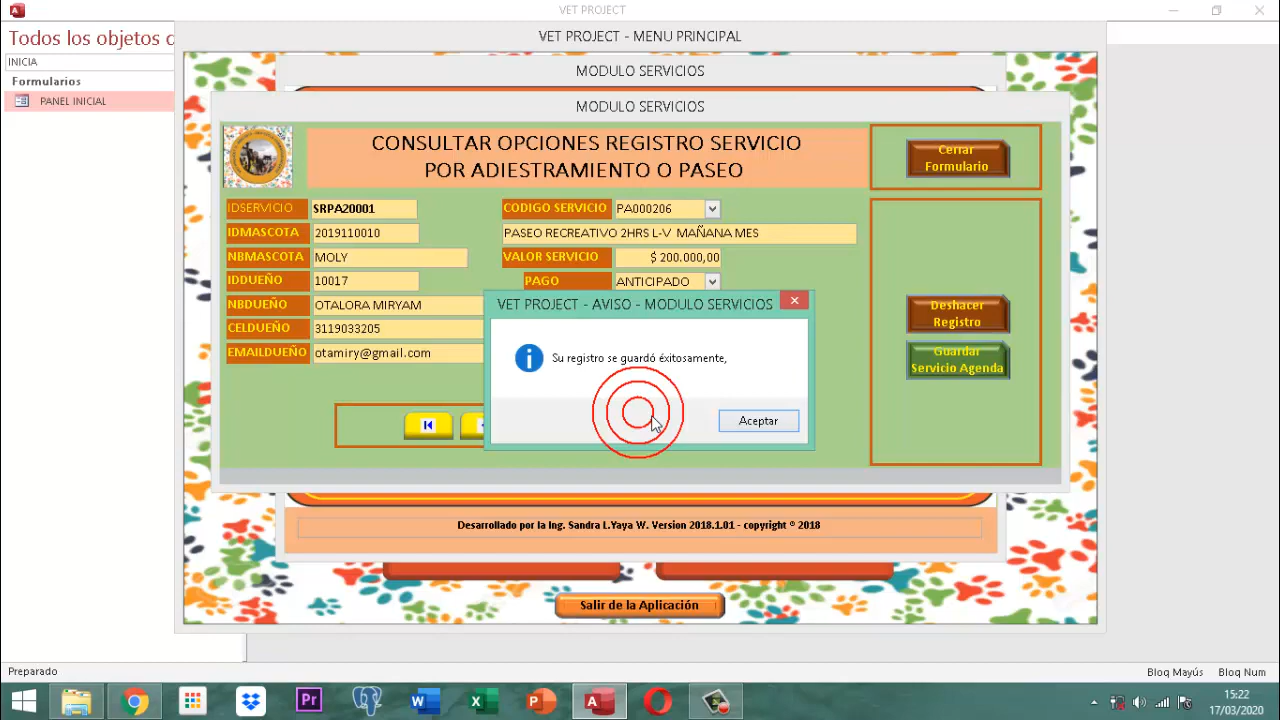 VET PROJECT
Todos los objetos d
VET PROJECT - MENU PRINCIPAL
INICIA
Formularios
PANEL INICIAL
MODULO SERVICIOS
MODULO SERVICIOS
CONSULTAR OPCIONES REGISTRO SERVICIO
POR ADIESTRAMIENTO O PASEO
Cerrar
Formulario
IDSERVICIO SRPA20001
CODIGO SERVICIO PA000206
IDMASCOTA 2019110010
PASEO RECREATIVO 2HRS L-V MAÑANA MES
NBMASCOTA MOLY
VALOR SERVICIO $ 200.000,00
IDDUEÑO 10017
PAGO ANTICIPADO
NBDUEÑO OTALORA MIRYAM
CELDUEÑO 3119033205
EMAILDUEÑO otamiry@gmail.com
VET PROJECT - AVISO - MODULO SERVICIOS
Su registro se guardó éxitosamente,
Aceptar
Deshacer
Registro
Guardar
Servicio Agenda
Desarrollado por la Ing. Sandra L.Yaya W. Version 2018.1.01 - copyright ® 2018
Salir de la Aplicación
Preparado
Bloq Mayús Bloq Num
15:22
17/03/2020